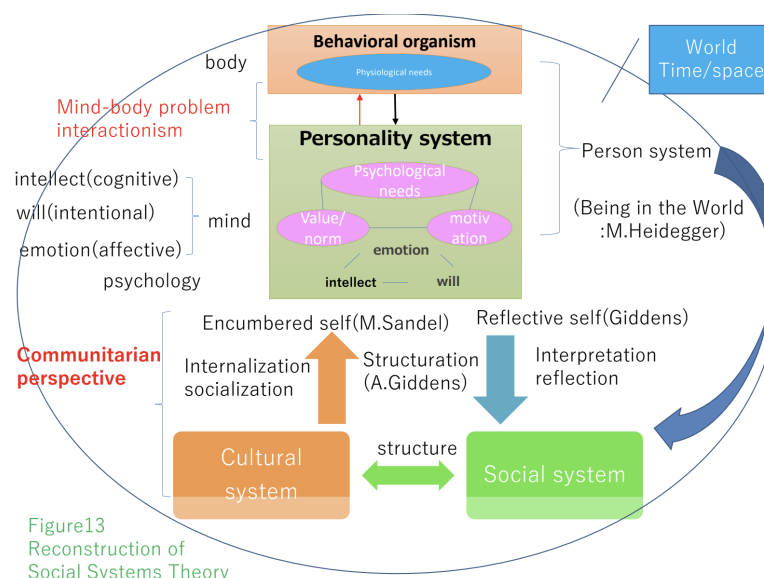 Behavioral organism
body
Physiological needs
World
Time/space
Mind-body problem
interactionism
Personality system
Person system
Psychological
needs
intellect(cognitive)
will(intentional)
mind
emotion(affective)
psychology
Value/
norm
motiv
ation
emotion
intellect
will
(Being in the World
:M.Heidegger)
Encumbered self(M.Sandel)
Reflective self(Giddens)
Communitarian
perspective
Internalization
socialization
Structuration
(A.Giddens)
Interpretation
reflection
Cultural
system
structure
Social system
Figure13
Reconstruction of
Social Systems Theory